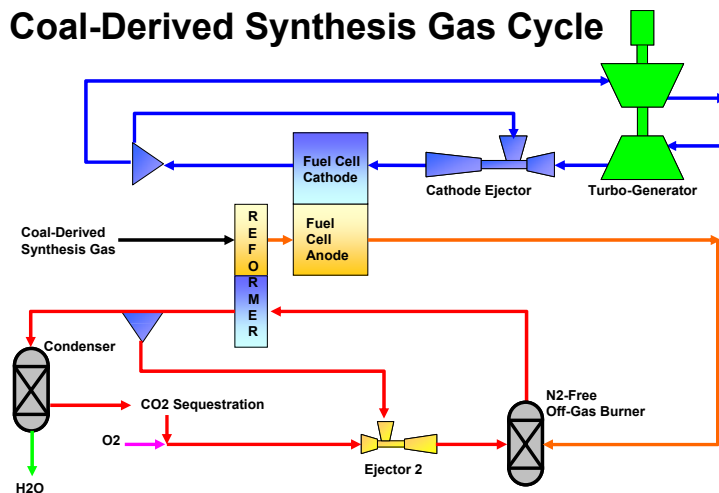 Coal-Derived Synthesis Gas Cycle
Fuel Cell
Cathode
Cathode Ejector
Turbo-Generator
Coal-Derived
Synthesis Gas
REFORMER
Fuel
Cell
Anode
Condenser
CO2 Sequestration
N2-Free
Off-Gas Burner
O2
Ejector 2
H2O